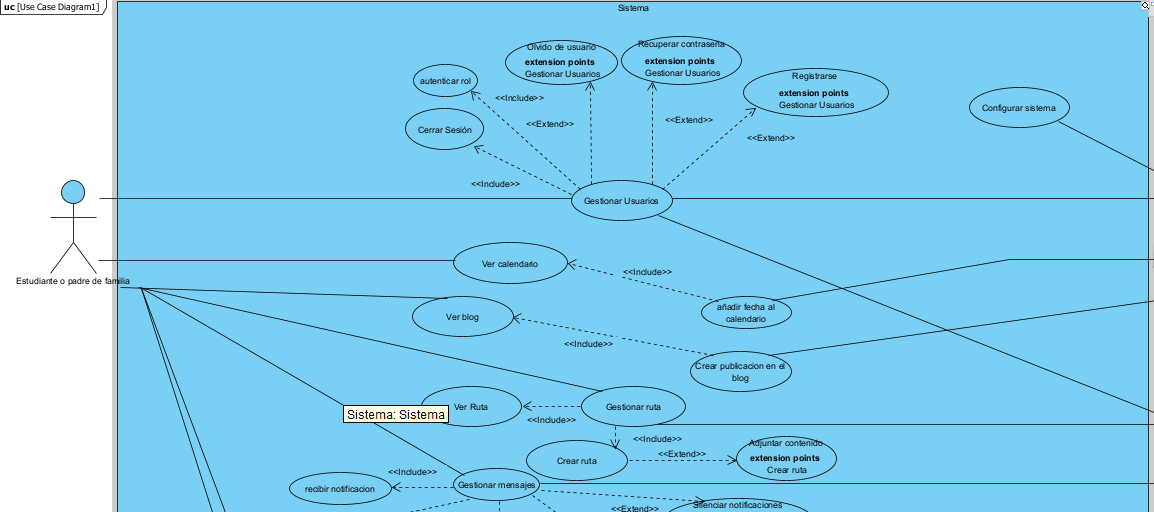 uc [Use Case Diagram1]
Sistema
Olvido de usuario
extension points
Gestionar Usuarios
Recuperar contraseña
extension points
Gestionar Usuarios
Registrarse
extension points
Gestionar Usuarios
autenticar rol
<<Include>>
Configurar sistema
Cerrar Sesión
<<Extend>>
<<Extend>>
<<Extend>>
<<Include>>
Gestionar Usuarios
Estudiante o padre de familia
Ver calendario
<<Include>>
añadir fecha al
calendario
Ver blog
<<Include>>
Crear publicacion en el
blog
Ver Ruta
Gestionar ruta
Sistema: Sistema
<<Include>>
<<Include>>
Crear ruta
<<Extend>>
Adjuntar contenido
extension points
Crear ruta
<<Include>>
recibir notificacion
Gestionar mensajes
<<Extend>>
Silenciar notificaciones